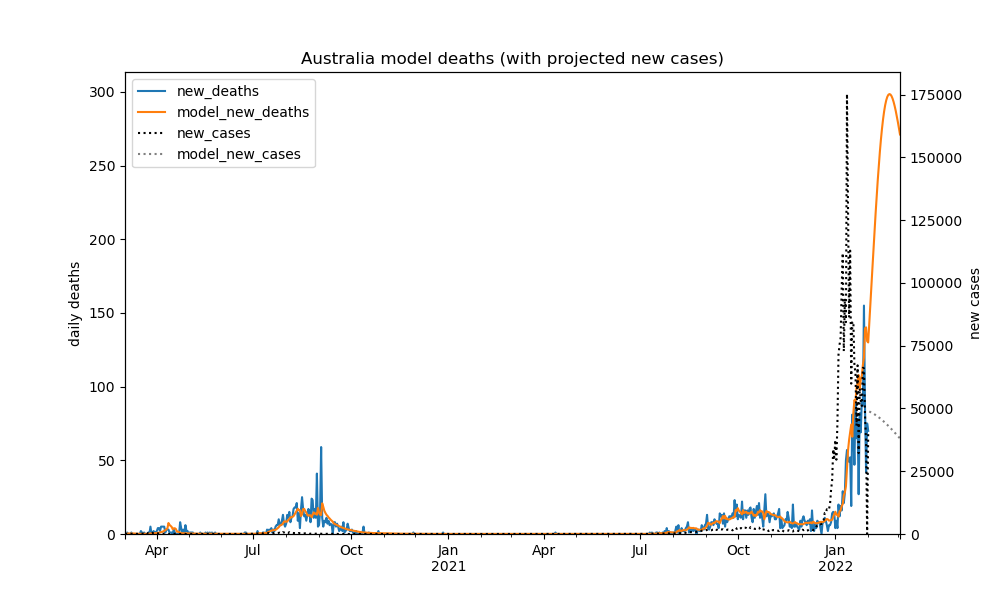 Australia model deaths (with projected new cases)
new_deaths
model_new_deaths
new_cases
model_new_cases
300
250
200
150
100
50
0
daily deaths
175000
150000
125000
100000
75000
50000
25000
0
new cases
Apr
Jul
Oct
Jan
2021
Apr
Jul
Oct
Jan
2022